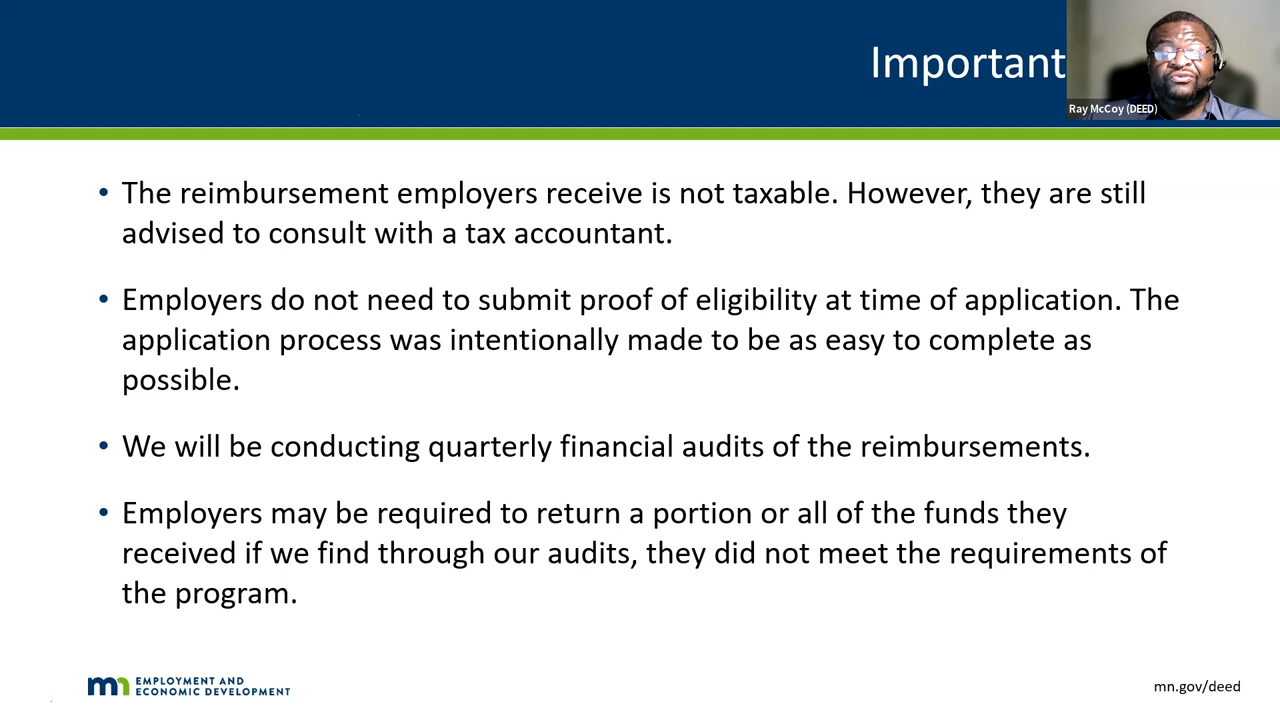 Important
Ray McCoy (DEED)
• The reimbursement employers receive is not taxable. However, they are still
advised to consult with a tax accountant.
• Employers do not need to submit proof of eligibility at time of application. The
application process was intentionally made to be as easy to complete as
possible.
• We will be conducting quarterly financial audits of the reimbursements.
• Employers may be required to return a portion or all of the funds they
received if we find through our audits, they did not meet the requirements of
the program.
mn EMPLOYMENT AND
ECONOMIC DEVELOPMENT
mn.gov/deed